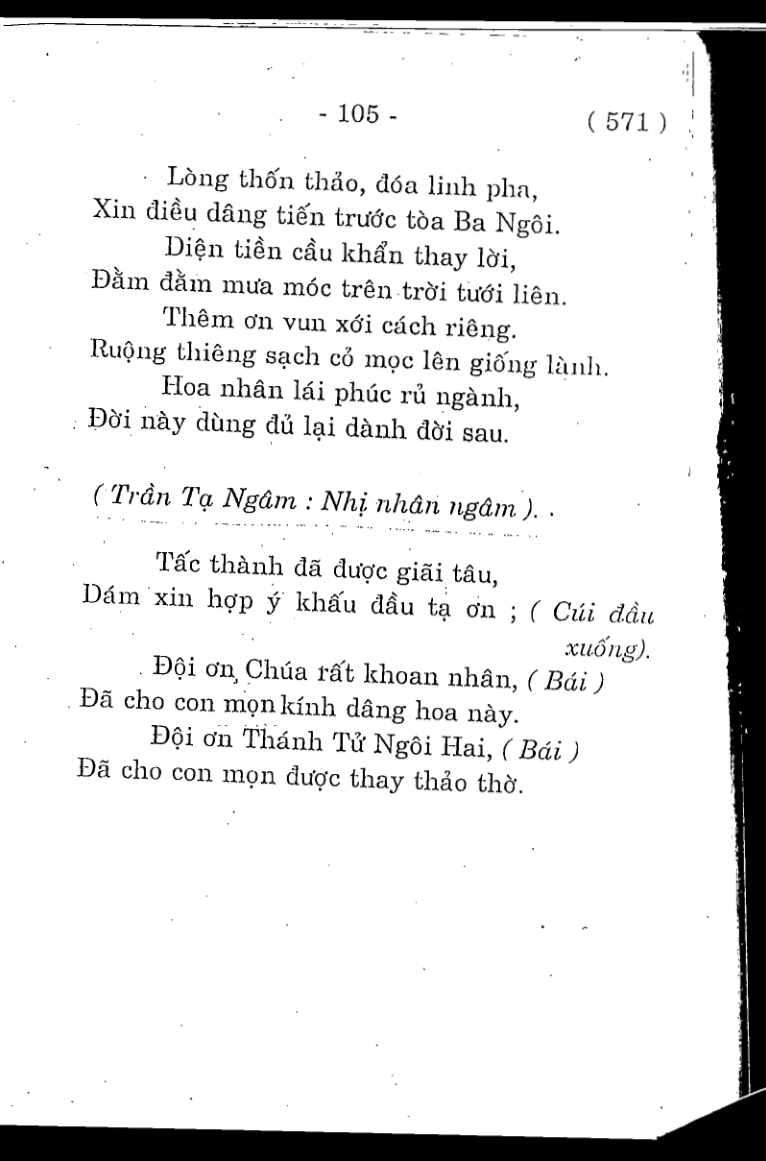 - 105 -
( 571 )
Lòng thốn thảo, đóa linh pha,
Xin điều dâng tiến trước tòa Ba Ngôi.
Diện tiền cầu khẩn thay lời,
Đằm đằm mưa móc trên trời tưới liên.
Thêm ơn vun xới cách riêng.
Ruộng thiêng sạch cỏ mọc lên giống lành.
Hoa nhân lái phúc rủ ngành,
Đời này dùng đủ lại dành đời sau.
( Trần Tạ Ngâm : Nhị nhân ngâm ).
Tấc thành đã được giãi tâu,
Dám xin hợp ý khấu đầu tạ ơn ; ( Cúi đầu
xuống).
Đội ơn Chúa rất khoan nhân, ( Bái )
Đã cho con mọn kính dâng hoa này.
Đội ơn Thánh Tử Ngôi Hai, ( Bái )
Đã cho con mọn được thay thảo thờ.